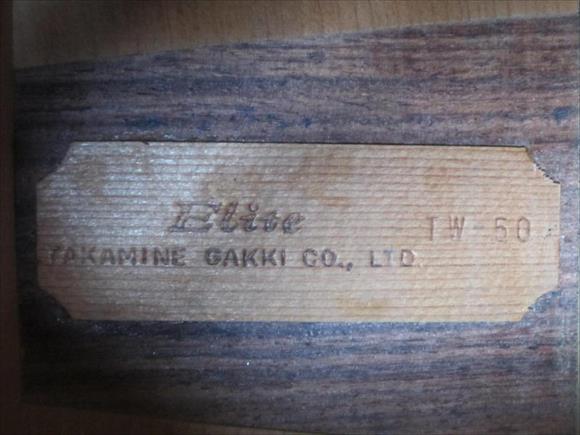 Elite TW-50
TAKAMINE GAKKI CO., LTD.